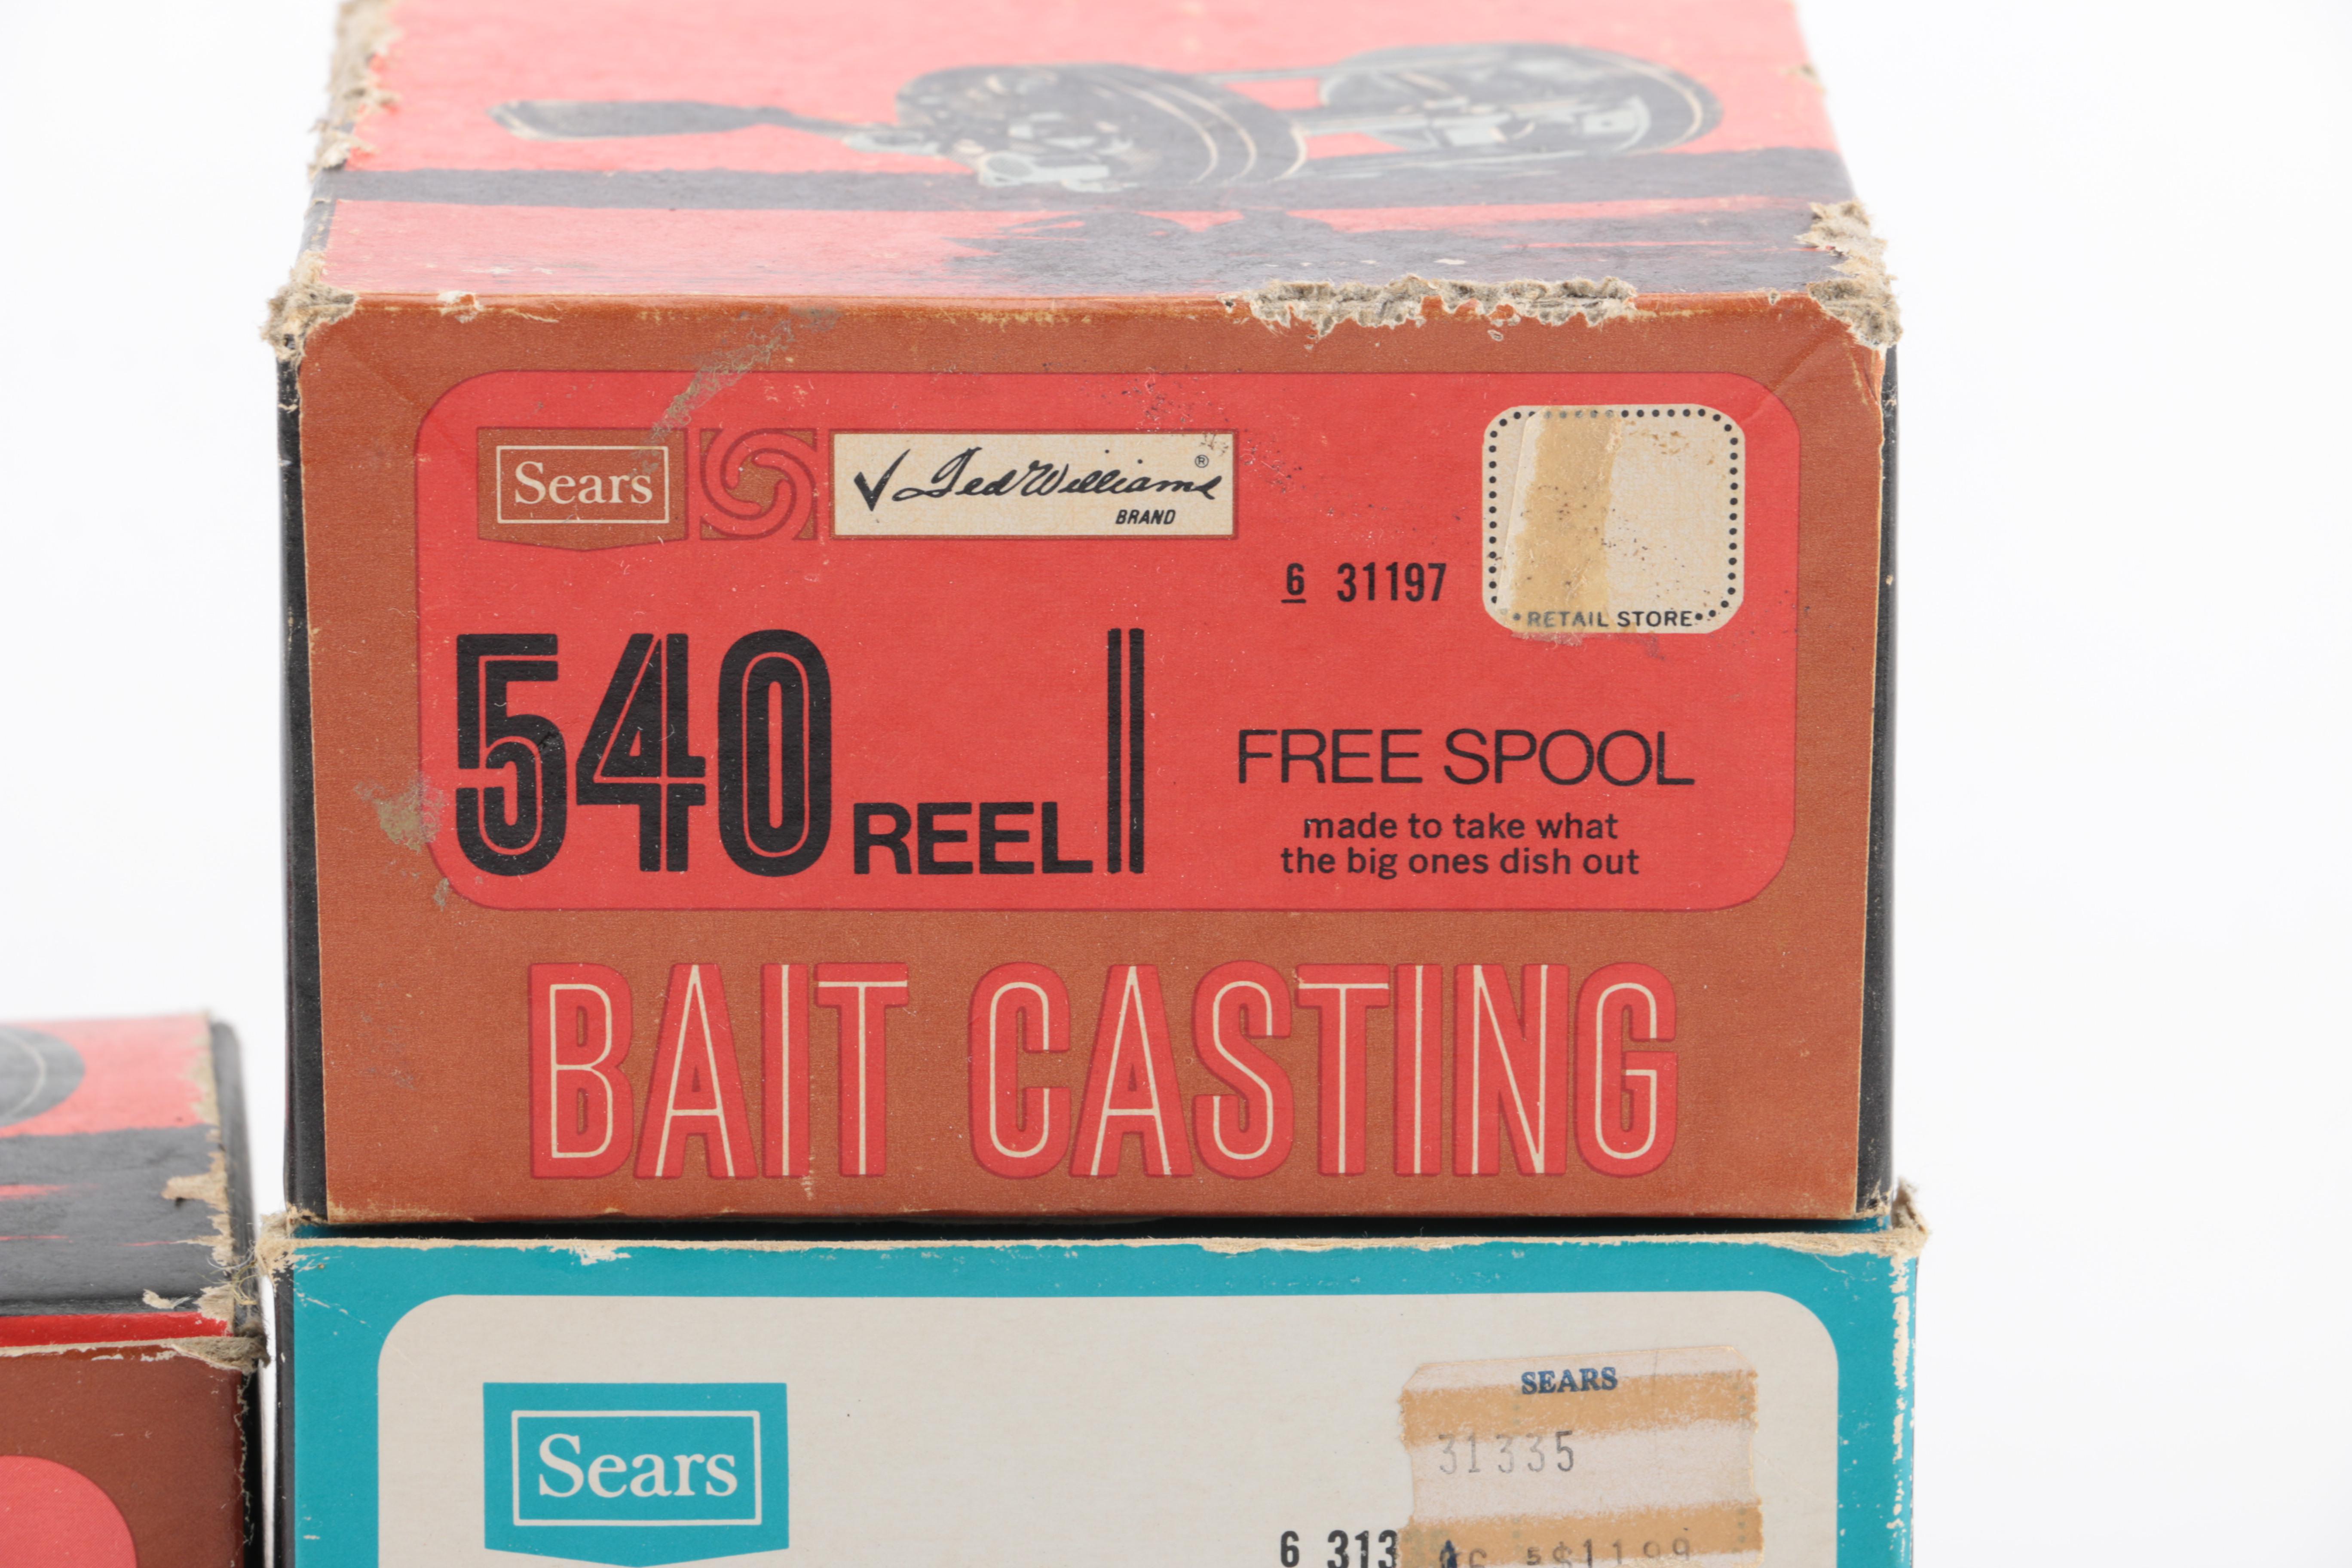 Sears
✓ Ted Williams ®
BRAND
6 31197
RETAIL STORE
540 REEL
FREE SPOOL
made to take what
the big ones dish out
BAIT CASTING
Sears
SEARS
31335
6 313
$1199